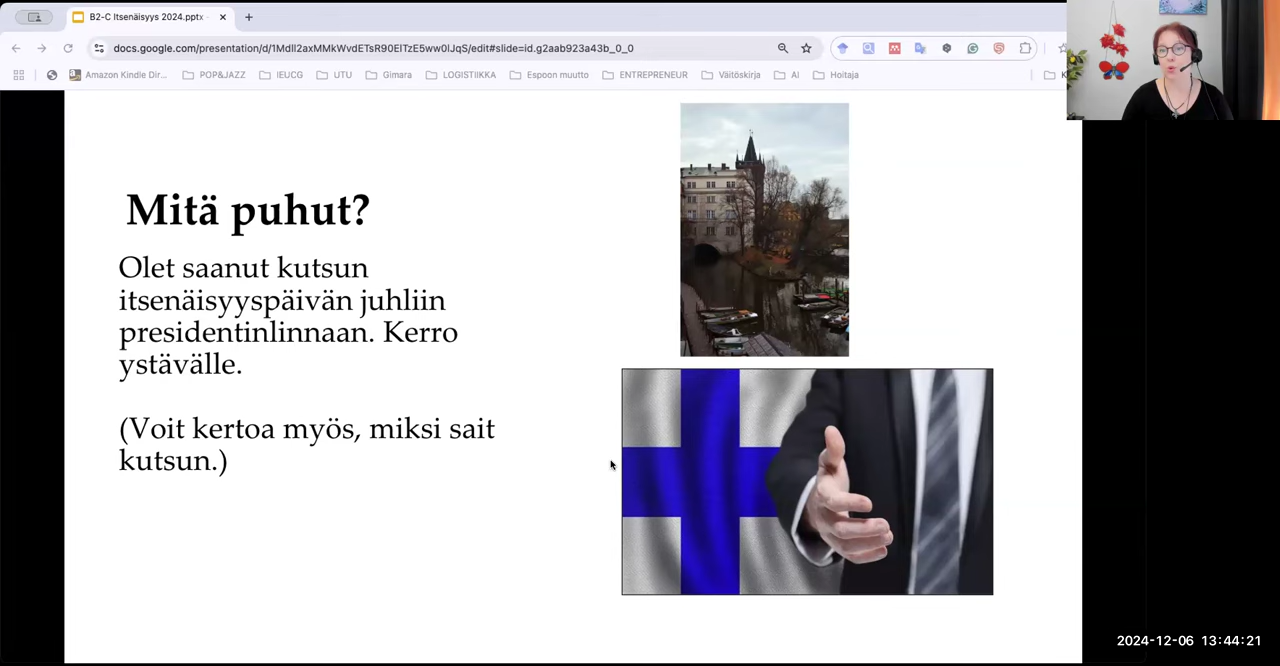 B2-C Itsenäisyys 2024.pptx
docs.google.com/presentation/d/1Mdll2axMMkWvdETsR90ElTzE5ww0lJqS/edit#slide=id.g2aab923a43b_0_0
Amazon Kindle Dir...
POP&JAZZ
IEUCG
UTU
Gimara
LOGISTIIKKA
Espoon muutto
ENTREPRENEUR
Väitöskirja
AI
Hoitaja
Mitä puhut?
Olet saanut kutsun
itsenäisyyspäivän juhliin
presidentinlinnaan. Kerro
ystävälle.
(Voit kertoa myös, miksi sait
kutsun.)
2024-12-06 13:44:21